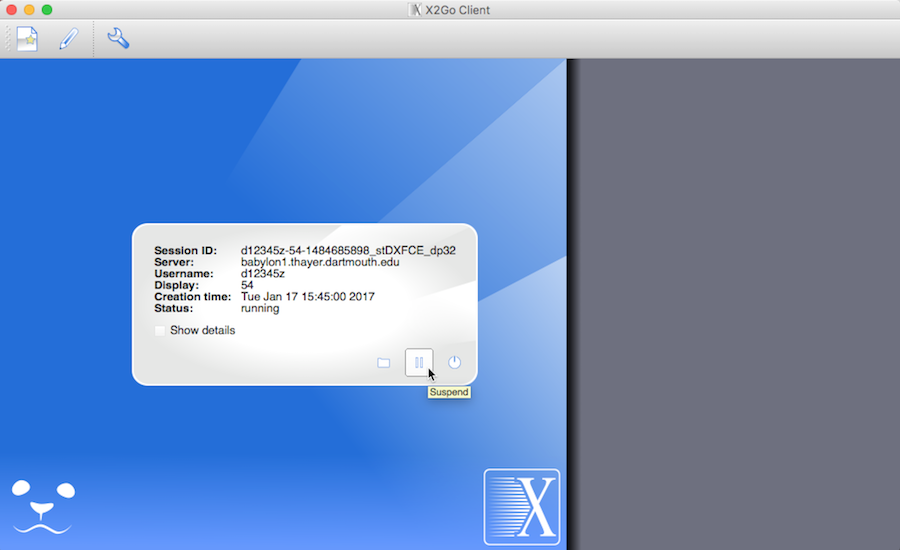 X2Go Client
Session ID: d12345z-54-1484685898_stDXFCE_dp32
Server: babylon1.thayer.dartmouth.edu
Username: d12345z
Display: 54
Creation time: Tue Jan 17 15:45:00 2017
Status: running
Show details
Suspend
X